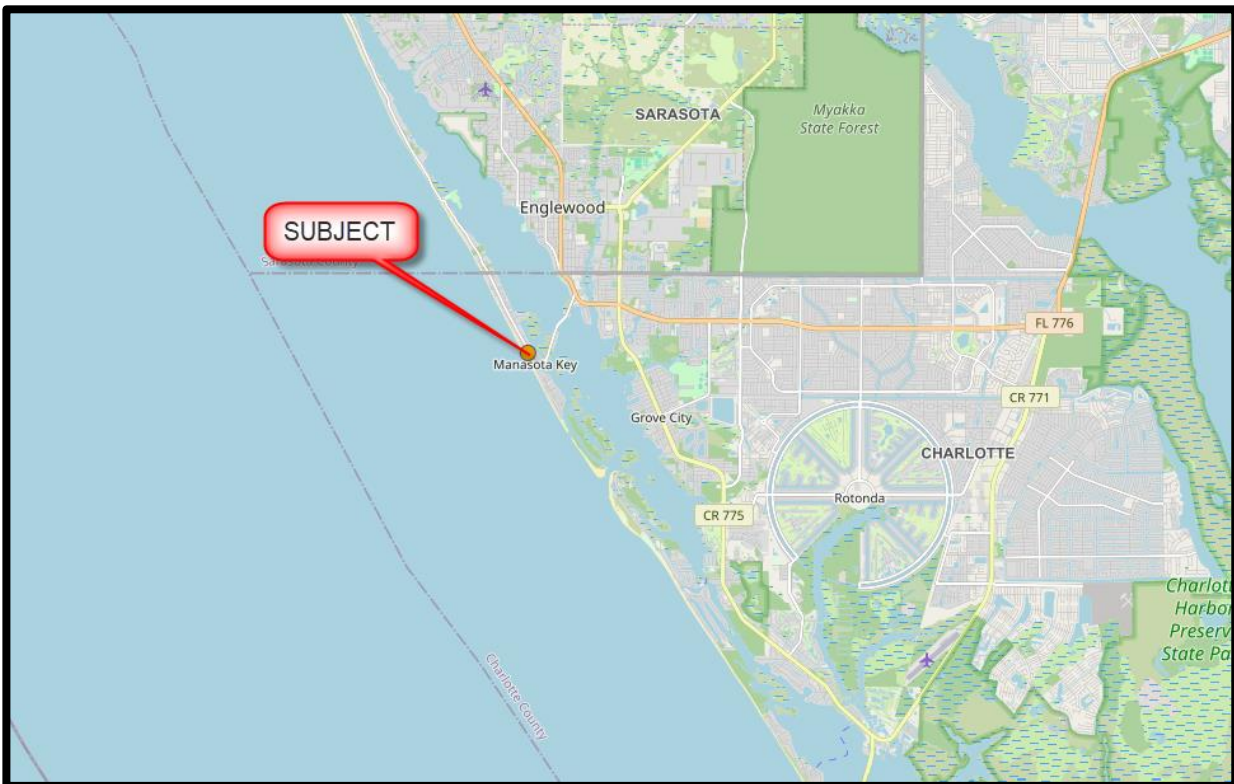 SARASOTA
Myakka
State Forest
Englewood
SUBJECT
Sarasota County
FL 776
Manasota Key
CR 771
Grove City
CHARLOTTE
Rotonda
CR 775
Charlott
Harbor
Preserv
State Pa
Charlotte County